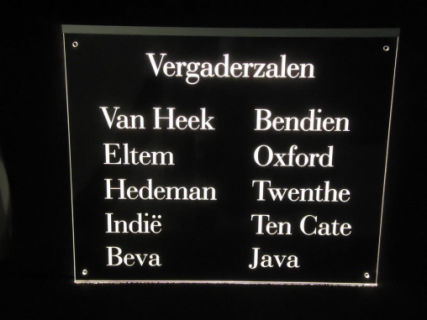 Vergaderzalen
Van Heek Bendien
Eltem Oxford
Hedeman Twenthe
Indië Ten Cate
Beva Java